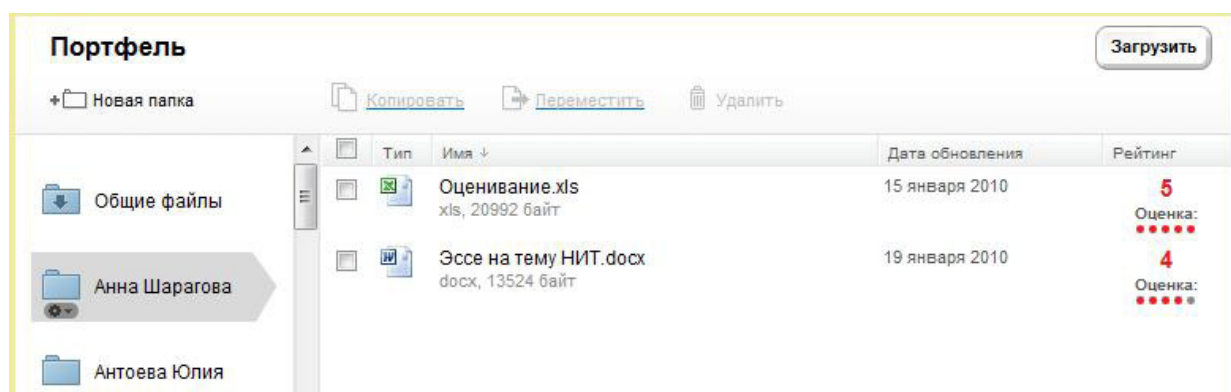 Портфель
Загрузить
+ Новая папка
Копировать
Переместить
Удалить
Тип Имя ↓ Дата обновления Рейтинг
Общие файлы
Оценивание.xls 15 января 2010 5
xls, 20992 байт
Оценка:
Анна Шарагова
Эссе на тему НИТ.docx 19 января 2010 4
docx, 13524 байт
Оценка:
Антоева Юлия